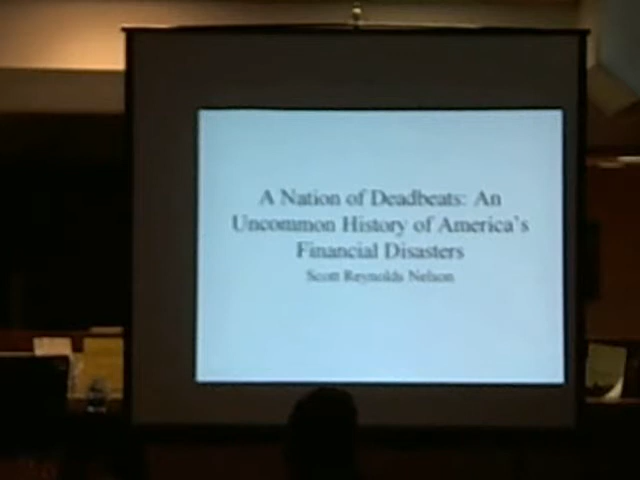 A Nation of Deadbeats: An
Uncommon History of America's
Financial Disasters
Scott Reynolds Nelson